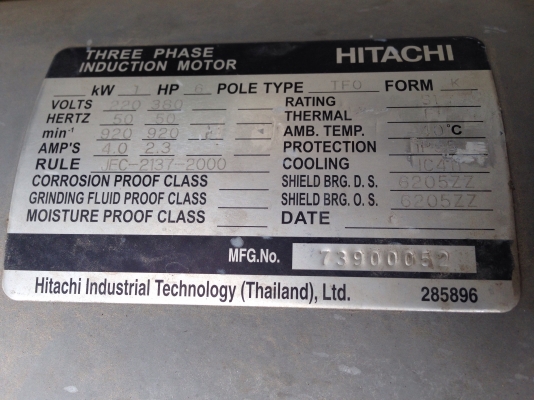 THREE PHASE
INDUCTION MOTOR
HITACHI
kW 1 HP 6 POLE TYPE TFO FORM K
VOLTS 220 380
HERTZ 50 50
min-1 920 920
AMP'S 4.0 2.3
RULE JEC-2137-2000
CORROSION PROOF CLASS
GRINDING FLUID PROOF CLASS
MOISTURE PROOF CLASS
RATING
THERMAL
AMB. TEMP. °C
PROTECTION
COOLING
SHIELD BRG. D. S. 6205ZZ
SHIELD BRG. O. S. 6205ZZ
DATE
MFG.No. 73900052
Hitachi Industrial Technology (Thailand), Ltd. 285896